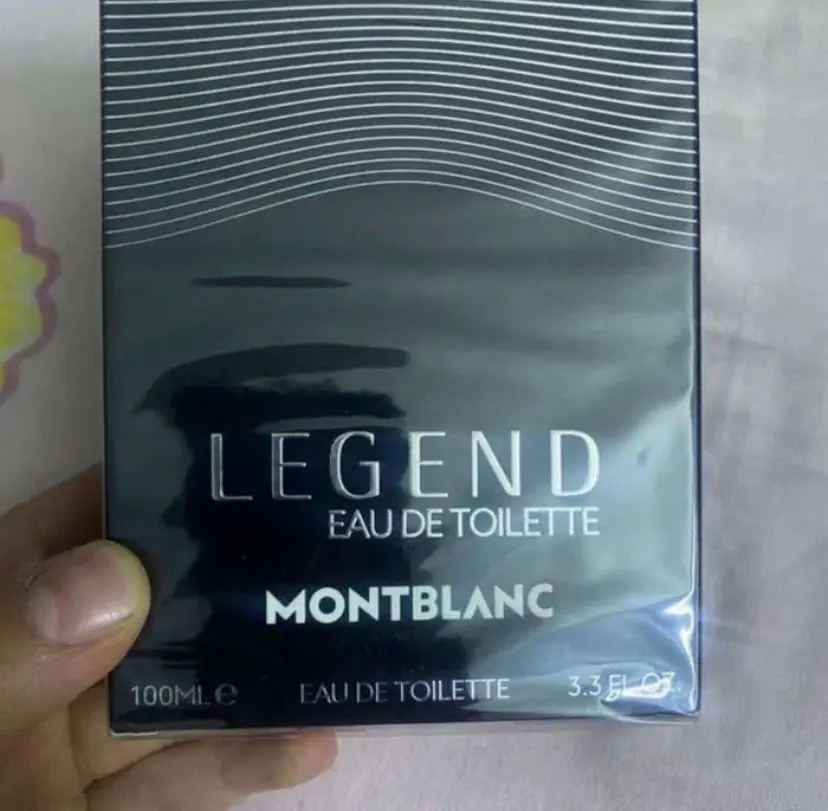 LEGEND
EAU DE TOILETTE
MONTBLANC
100ML e EAU DE TOILETTE 3.3 FL.OZ.